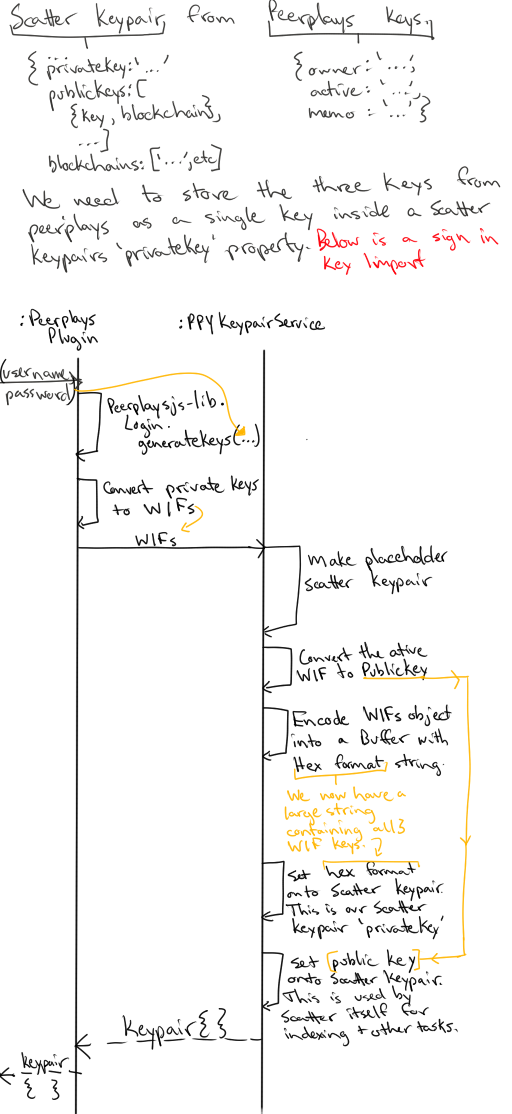 Scatter Keypair, from Peerplays Keys.
{ privateKey:'...'
publicKeys:[
{key, blockchain},
...]
blockchains: ['...', etc]
{owner: '...',
active: '...',
memo: '...'}
We need to store the three keys from
peerplays as a single key inside a Scatter
Keypairs 'privateKey' property. Below is a sign in
Key Import
:Peerplays
Plugin
:PPYKeypairService
(username,
password)
Peerplaysjs-lib.
Login.
generateKeys(...)
Convert private keys
to WIFs
WIFs
Make placeholder
Scatter Keypair
Convert the ative
WIF to PublicKey
Encode WIFs object
into a Buffer with
Hex format string.
We now have a
large string
containing all 3
WIF keys.
Set hex format
onto Scatter Keypair.
This is our Scatter
Keypair 'privateKey'
Set public key
onto Scatter Keypair.
This is used by
Scatter itself for
indexing + other tasks.
Keypair{}
Keypair
{ }